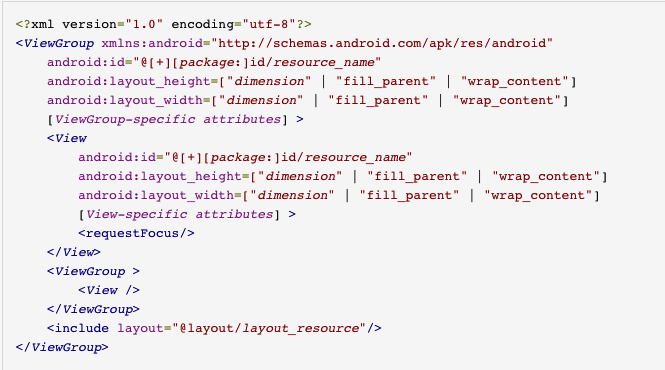 <?xml version="1.0" encoding="utf-8"?>
<ViewGroup xmlns:android="http://schemas.android.com/apk/res/android"
    android:id="@[+][package:]id/resource_name"
    android:layout_height=["dimension" | "fill_parent" | "wrap_content"]
    android:layout_width=["dimension" | "fill_parent" | "wrap_content"]
    [ViewGroup-specific attributes] >
    <View
        android:id="@[+][package:]id/resource_name"
        android:layout_height=["dimension" | "fill_parent" | "wrap_content"]
        android:layout_width=["dimension" | "fill_parent" | "wrap_content"]
        [View-specific attributes] >
        <requestFocus/>
    </View>
    <ViewGroup >
        <View />
    </ViewGroup>
    <include layout="@layout/layout_resource"/>
</ViewGroup>